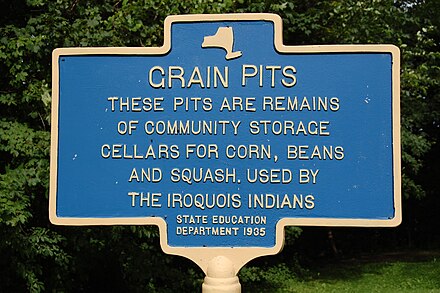 GRAIN PITS
THESE PITS ARE REMAINS
OF COMMUNITY STORAGE
CELLARS FOR CORN, BEANS
AND SQUASH. USED BY
THE IROQUOIS INDIANS
STATE EDUCATION
DEPARTMENT 1935